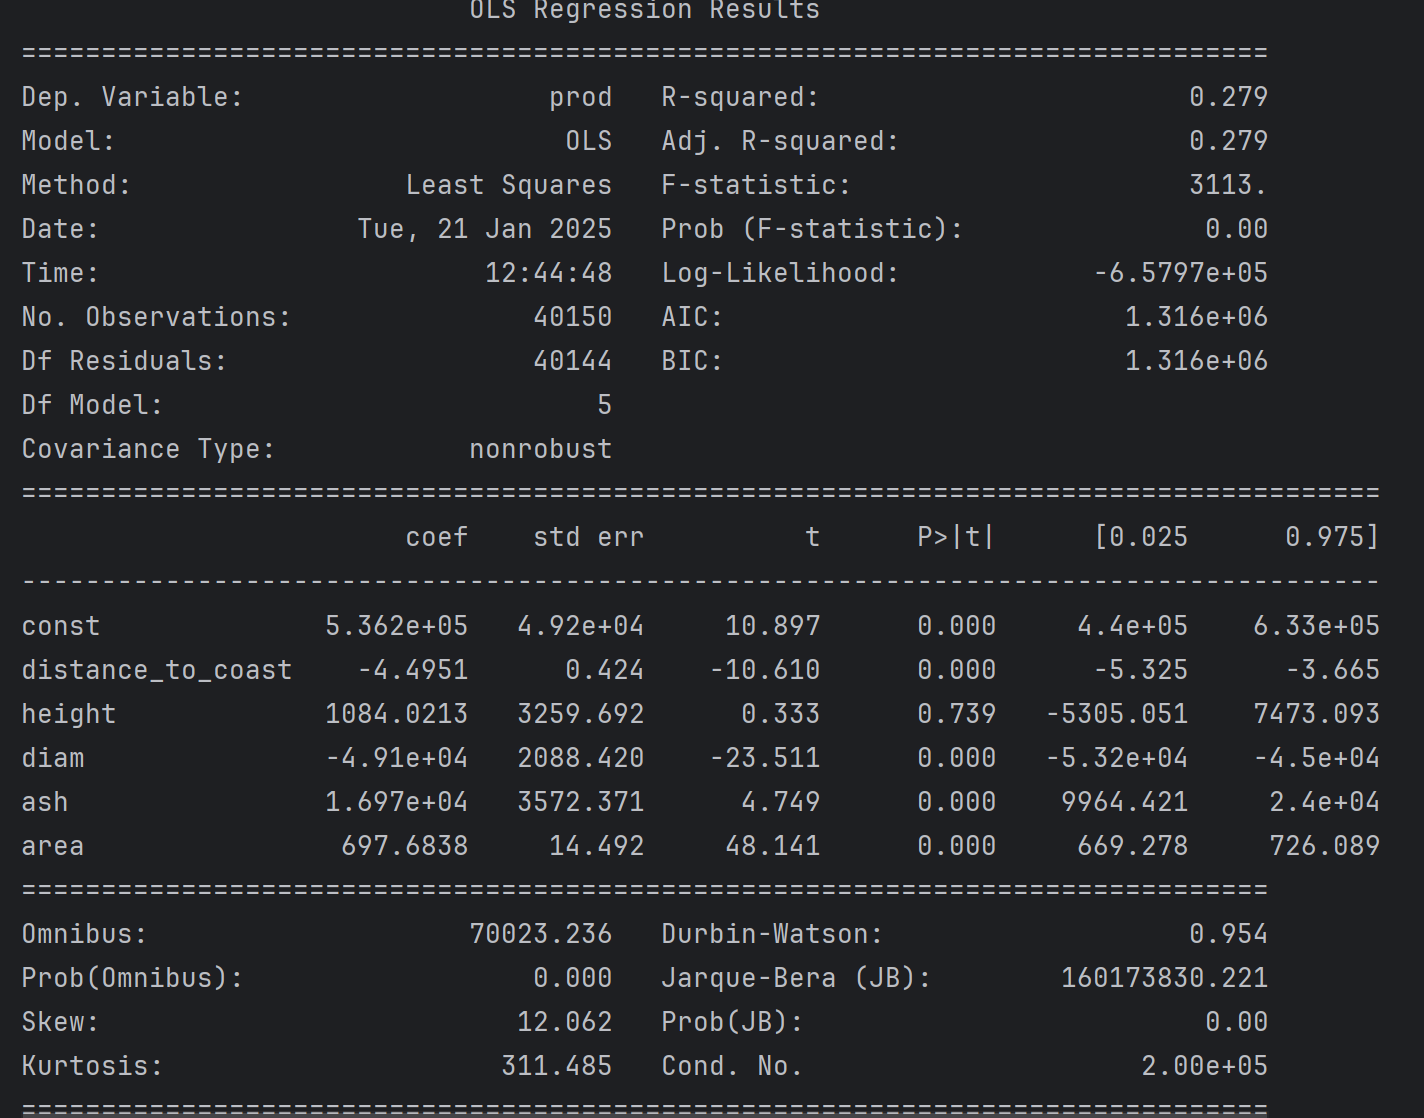 OLS Regression Results
==============================================================================
Dep. Variable:                   prod   R-squared:                       0.279
Model:                            OLS   Adj. R-squared:                  0.279
Method:                 Least Squares   F-statistic:                     3113.
Date:                Tue, 21 Jan 2025   Prob (F-statistic):               0.00
Time:                        12:44:48   Log-Likelihood:            -6.5797e+05
No. Observations:               40150   AIC:                         1.316e+06
Df Residuals:                   40144   BIC:                         1.316e+06
Df Model:                           5
Covariance Type:            nonrobust
=====================================================================================
                        coef    std err          t      P>|t|      [0.025      0.975]
-------------------------------------------------------------------------------------
const              5.362e+05   4.92e+04     10.897      0.000     4.4e+05    6.33e+05
distance_to_coast    -4.4951      0.424    -10.610      0.000      -5.325      -3.665
height             1084.0213   3259.692      0.333      0.739   -5305.051    7473.093
diam               -4.91e+04   2088.420    -23.511      0.000   -5.32e+04    -4.5e+04
ash                1.697e+04   3572.371      4.749      0.000    9964.421     2.4e+04
area                697.6838     14.492     48.141      0.000     669.278     726.089
==============================================================================
Omnibus:                    70023.236   Durbin-Watson:                   0.954
Prob(Omnibus):                  0.000   Jarque-Bera (JB):        160173830.221
Skew:                          12.062   Prob(JB):                         0.00
Kurtosis:                     311.485   Cond. No.                     2.00e+05
==============================================================================